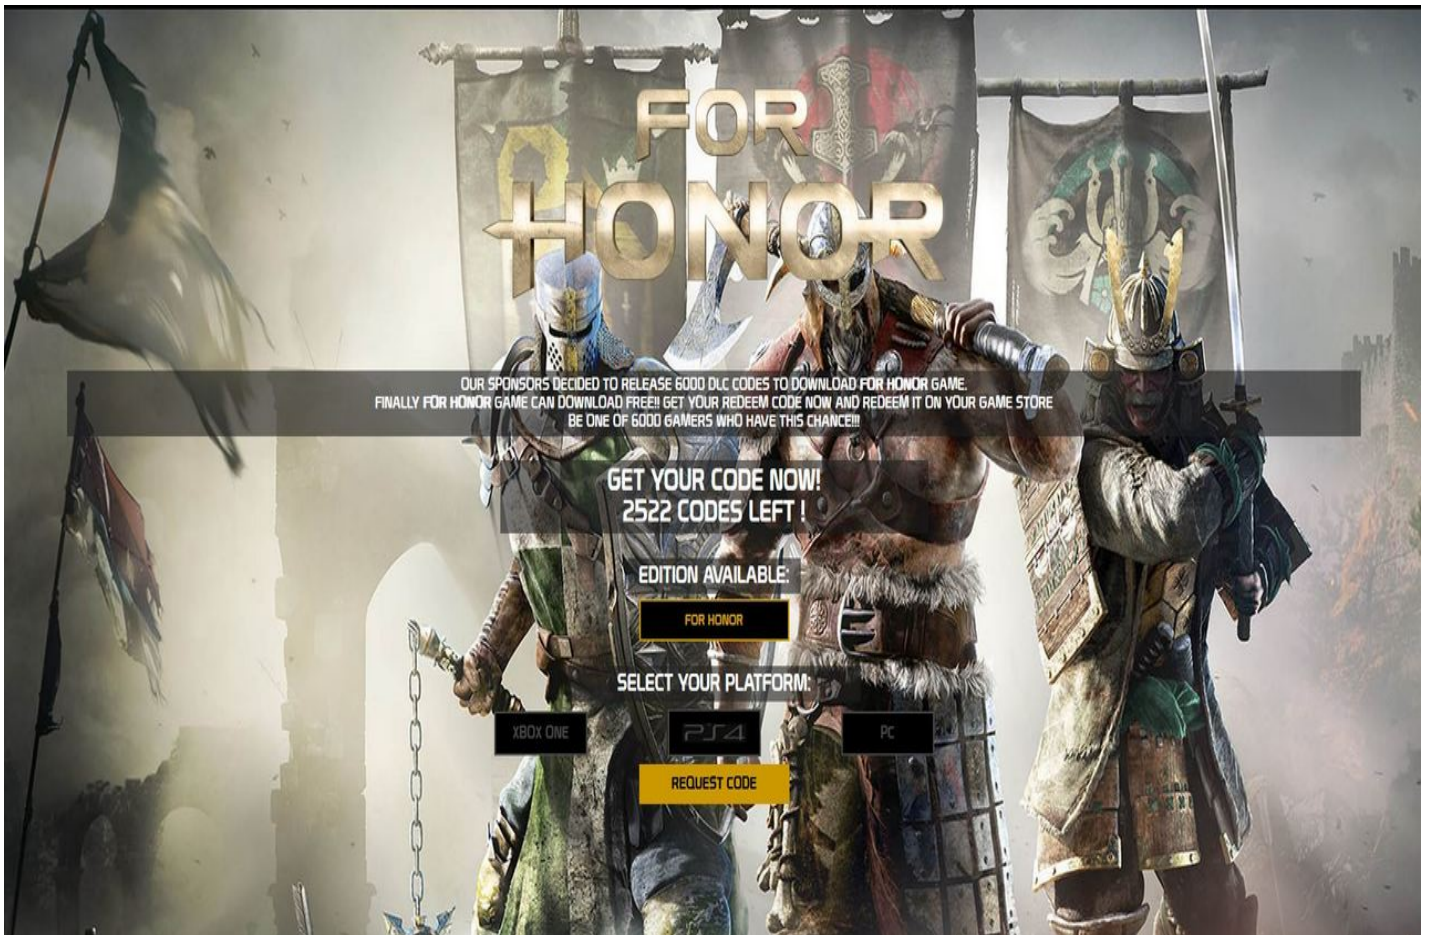 FOR
HONOR
OUR SPONSORS DECIDED TO RELEASE 6000 DLC CODES TO DOWNLOAD FOR HONOR GAME.
FINALLY FOR HONOR GAME CAN DOWNLOAD FREE!! GET YOUR REDEEM CODE NOW AND REDEEM IT ON YOUR GAME STORE
BE ONE OF 6000 GAMERS WHO HAVE THIS CHANCE!!!
GET YOUR CODE NOW!
2522 CODES LEFT !
EDITION AVAILABLE:
FOR HONOR
SELECT YOUR PLATFORM:
XBOX ONE PS4 PC
REQUEST CODE